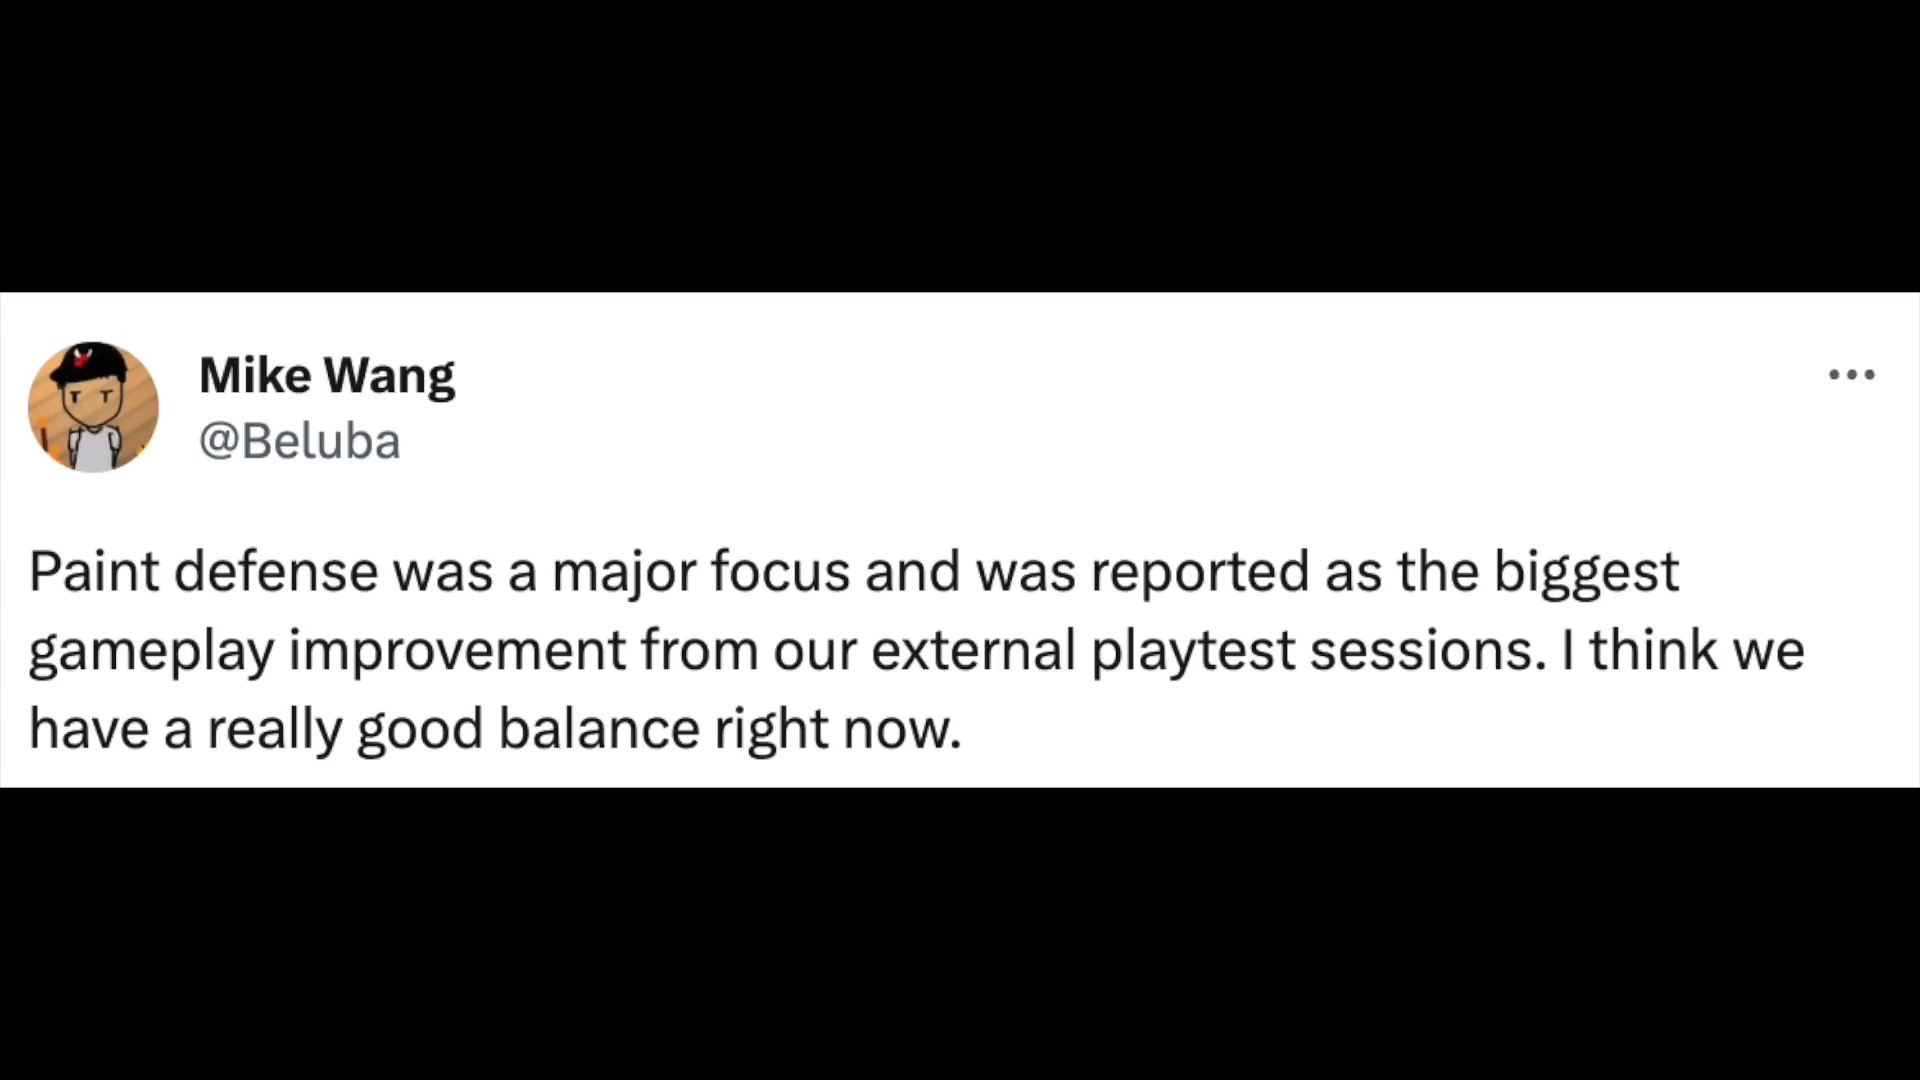 Mike Wang
@Beluba
Paint defense was a major focus and was reported as the biggest
gameplay improvement from our external playtest sessions. I think we
have a really good balance right now.